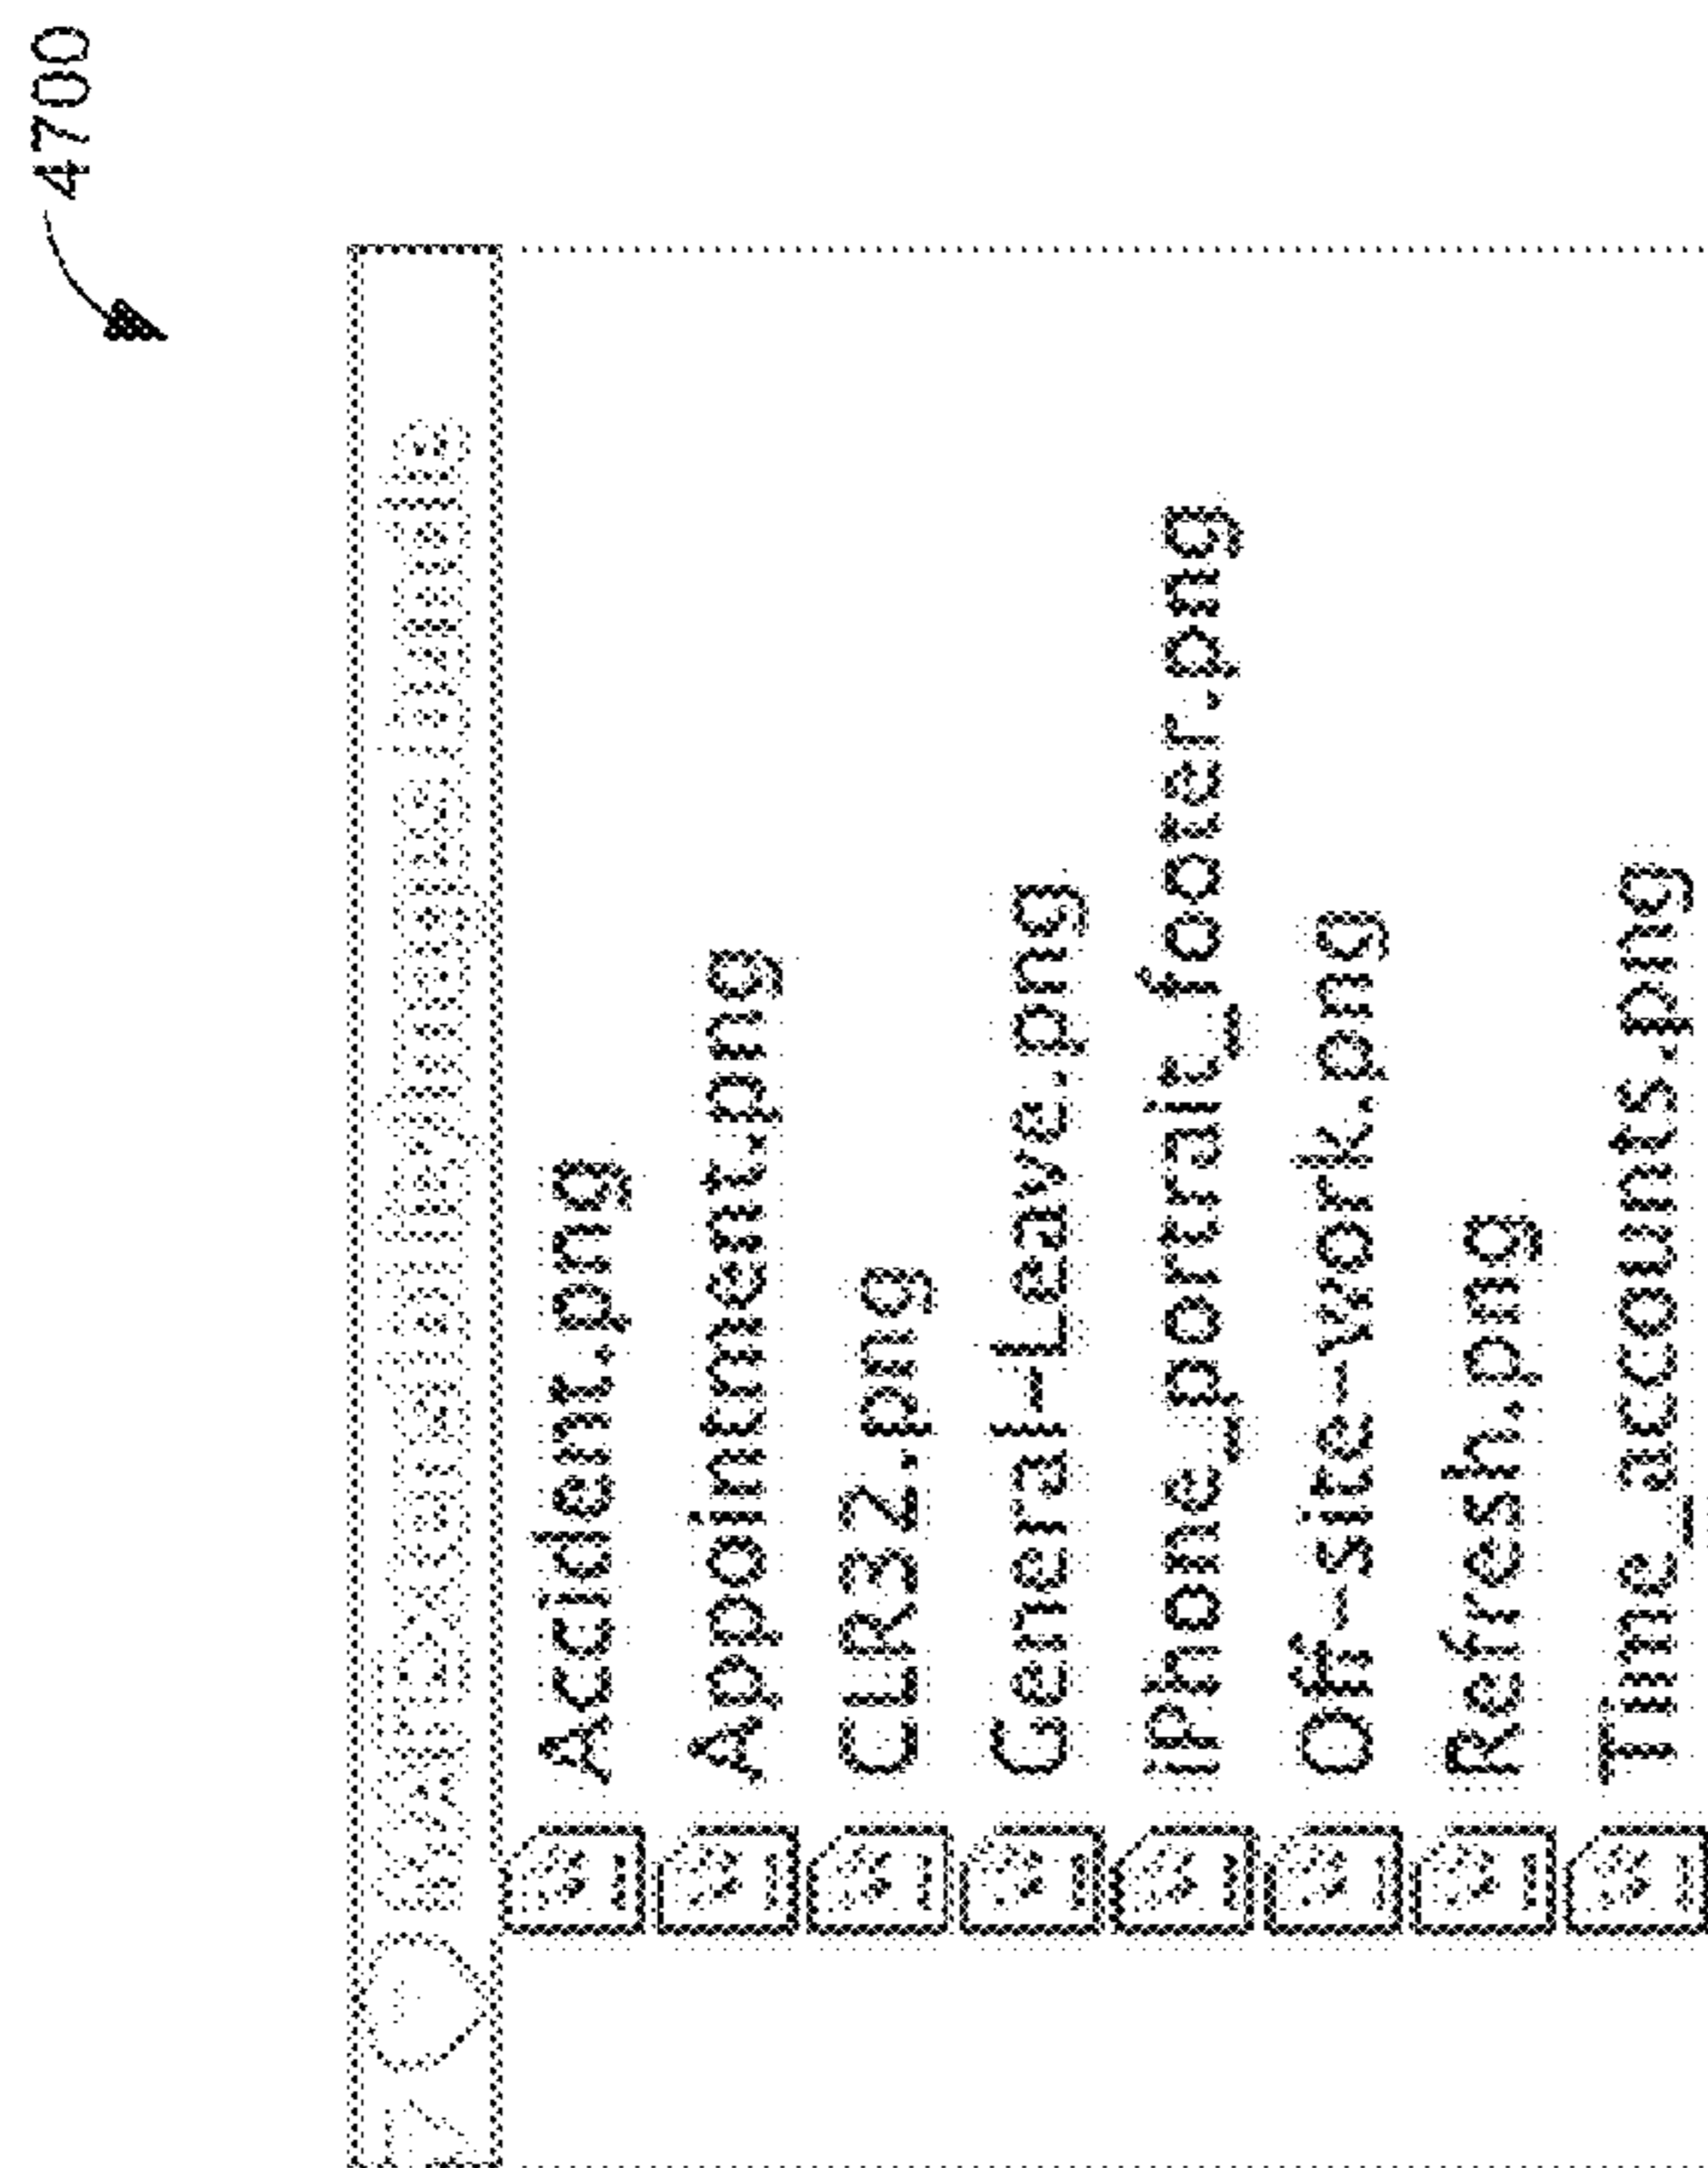 4700
Accident.png
Appointment.png
CLR32.png
General-Leave.png
iPhone_portrait_footer.png
Off-site-work.png
Refresh.png
Time_accounts.png